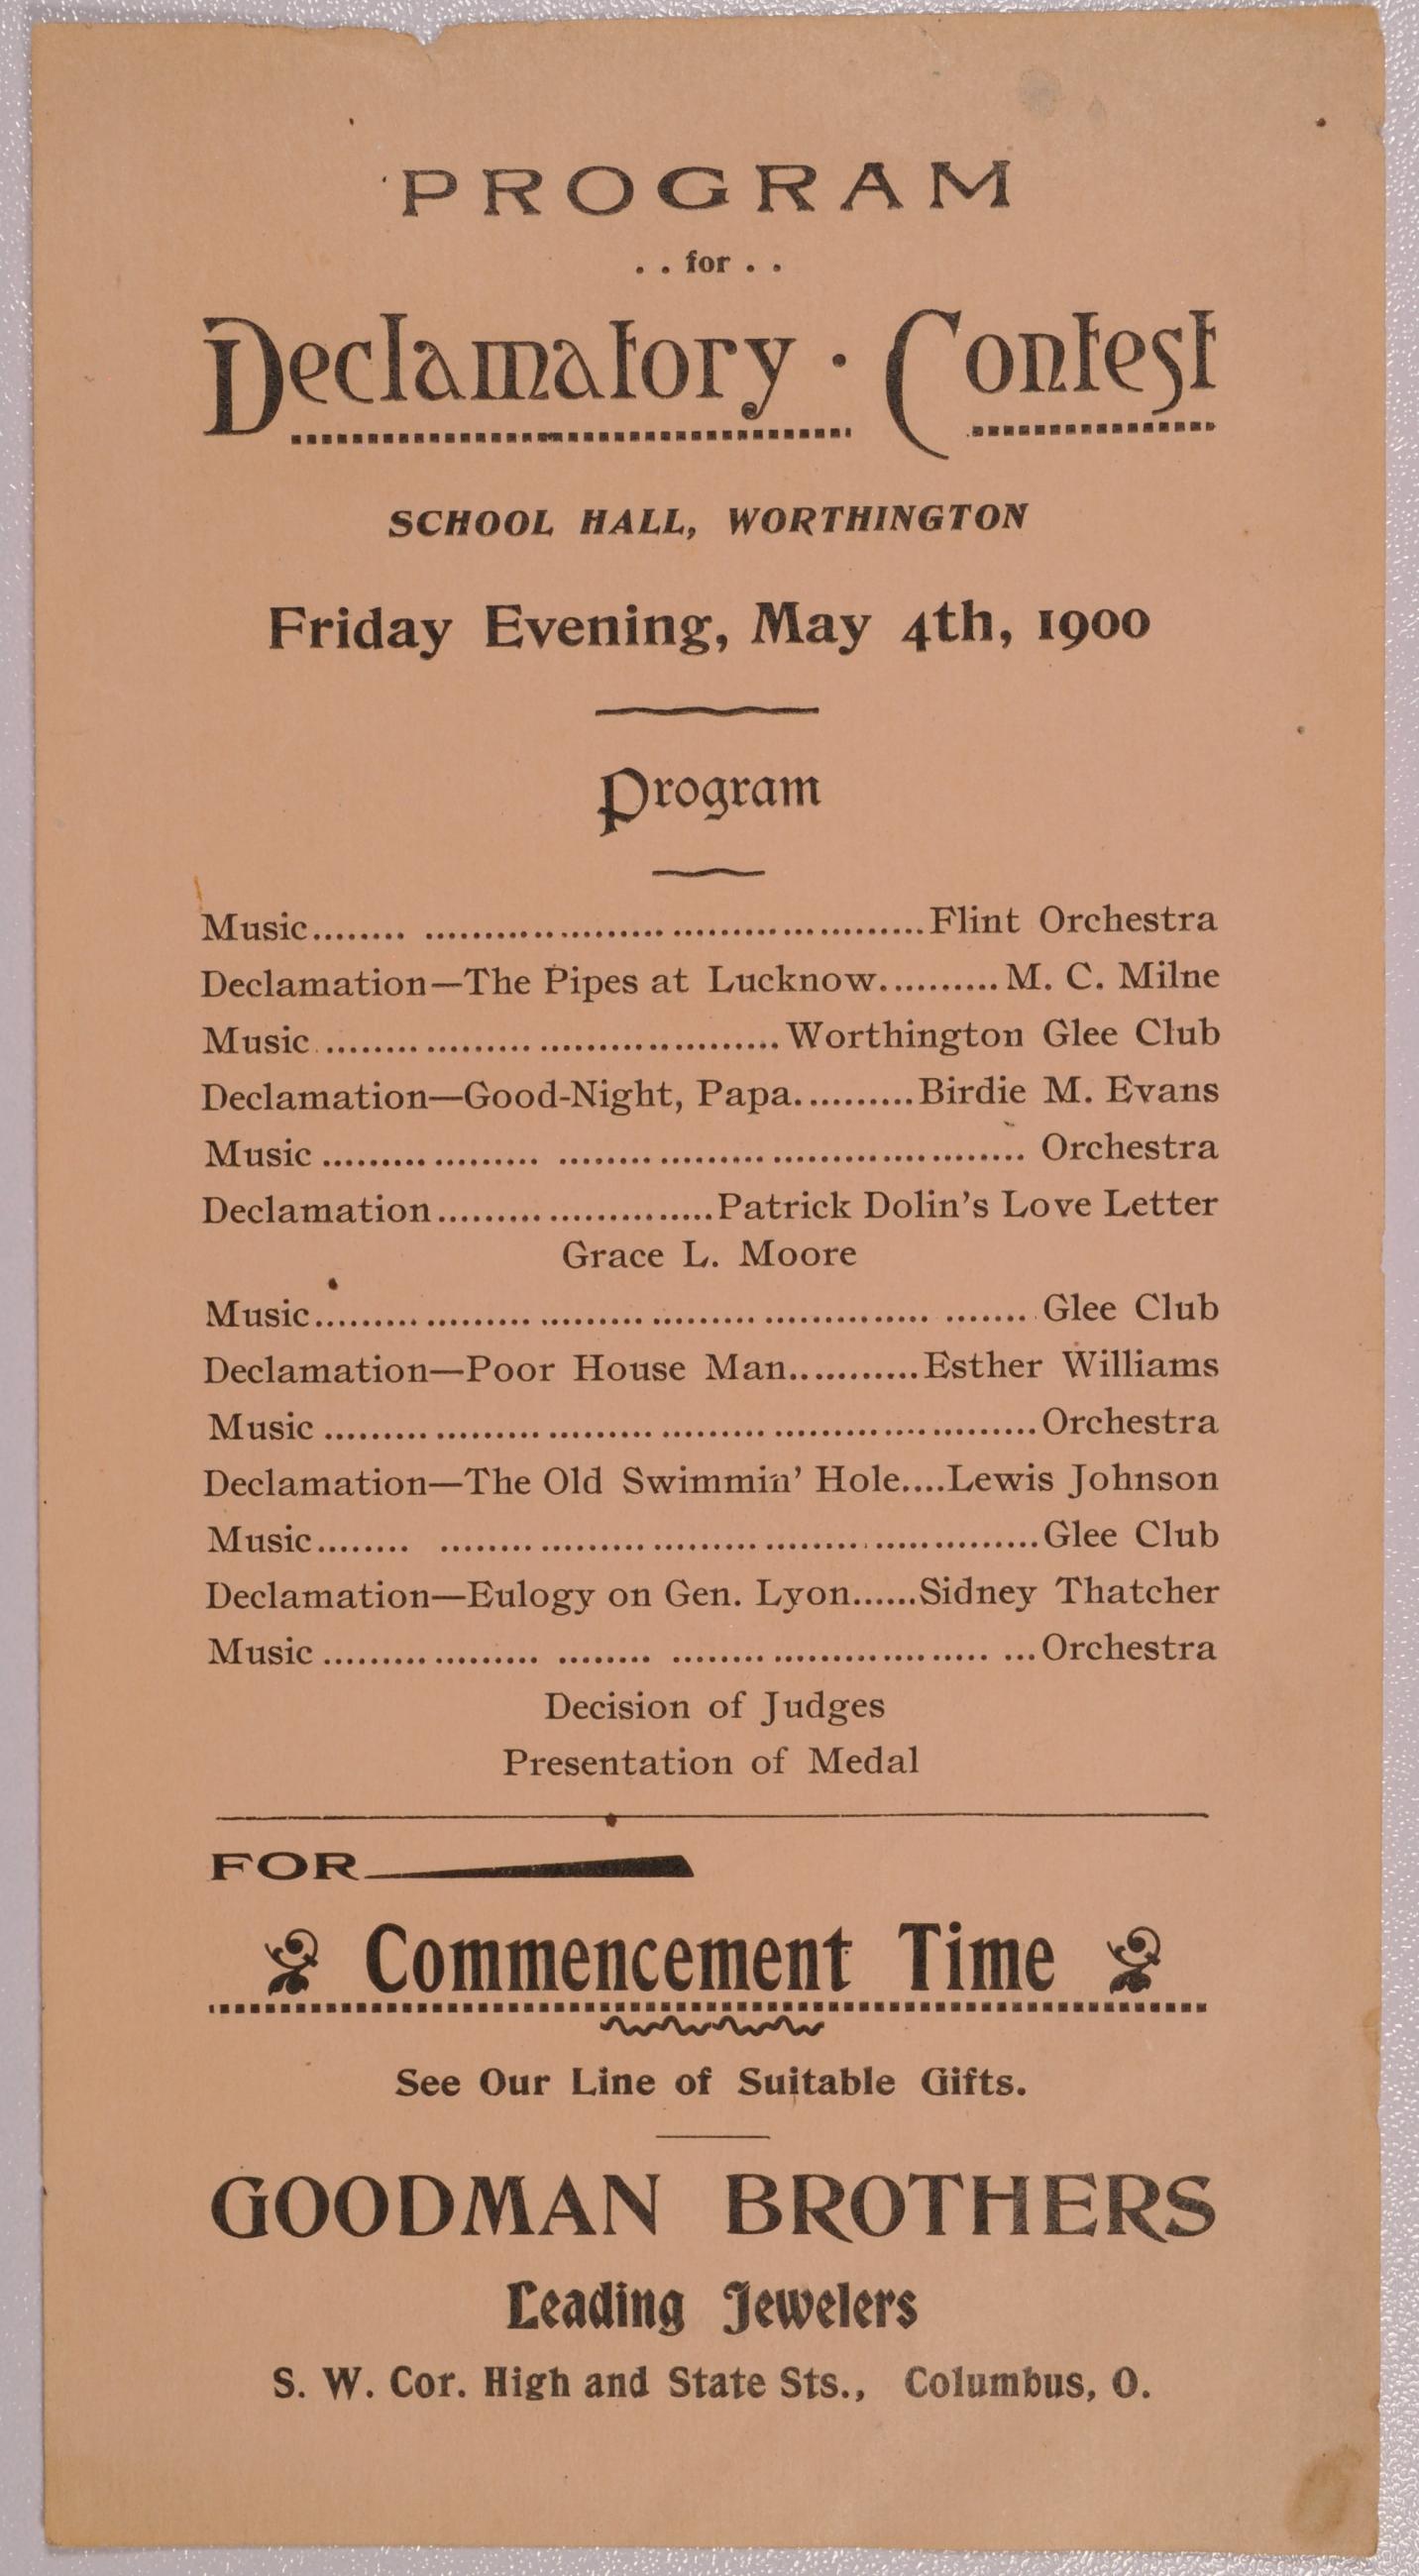 PROGRAM
. . for . .
Declamatory · Contest
SCHOOL HALL, WORTHINGTON
Friday Evening, May 4th, 1900
Program
Music........ ..........................................Flint Orchestra
Declamation—The Pipes at Lucknow..........M. C. Milne
Music .......................................Worthington Glee Club
Declamation—Good-Night, Papa..........Birdie M. Evans
Music ................... ......................................... Orchestra
Declamation........................Patrick Dolin's Love Letter
Grace L. Moore
Music...................................................... ....... Glee Club
Declamation—Poor House Man...........Esther Williams
Music ...............................................................Orchestra
Declamation—The Old Swimmin' Hole....Lewis Johnson
Music........ .....................................................Glee Club
Declamation—Eulogy on Gen. Lyon......Sidney Thatcher
Music ................... ........ ............................ ...Orchestra
Decision of Judges
Presentation of Medal
FOR
Commencement Time
See Our Line of Suitable Gifts.
GOODMAN BROTHERS
Leading Jewelers
S. W. Cor. High and State Sts., Columbus, O.